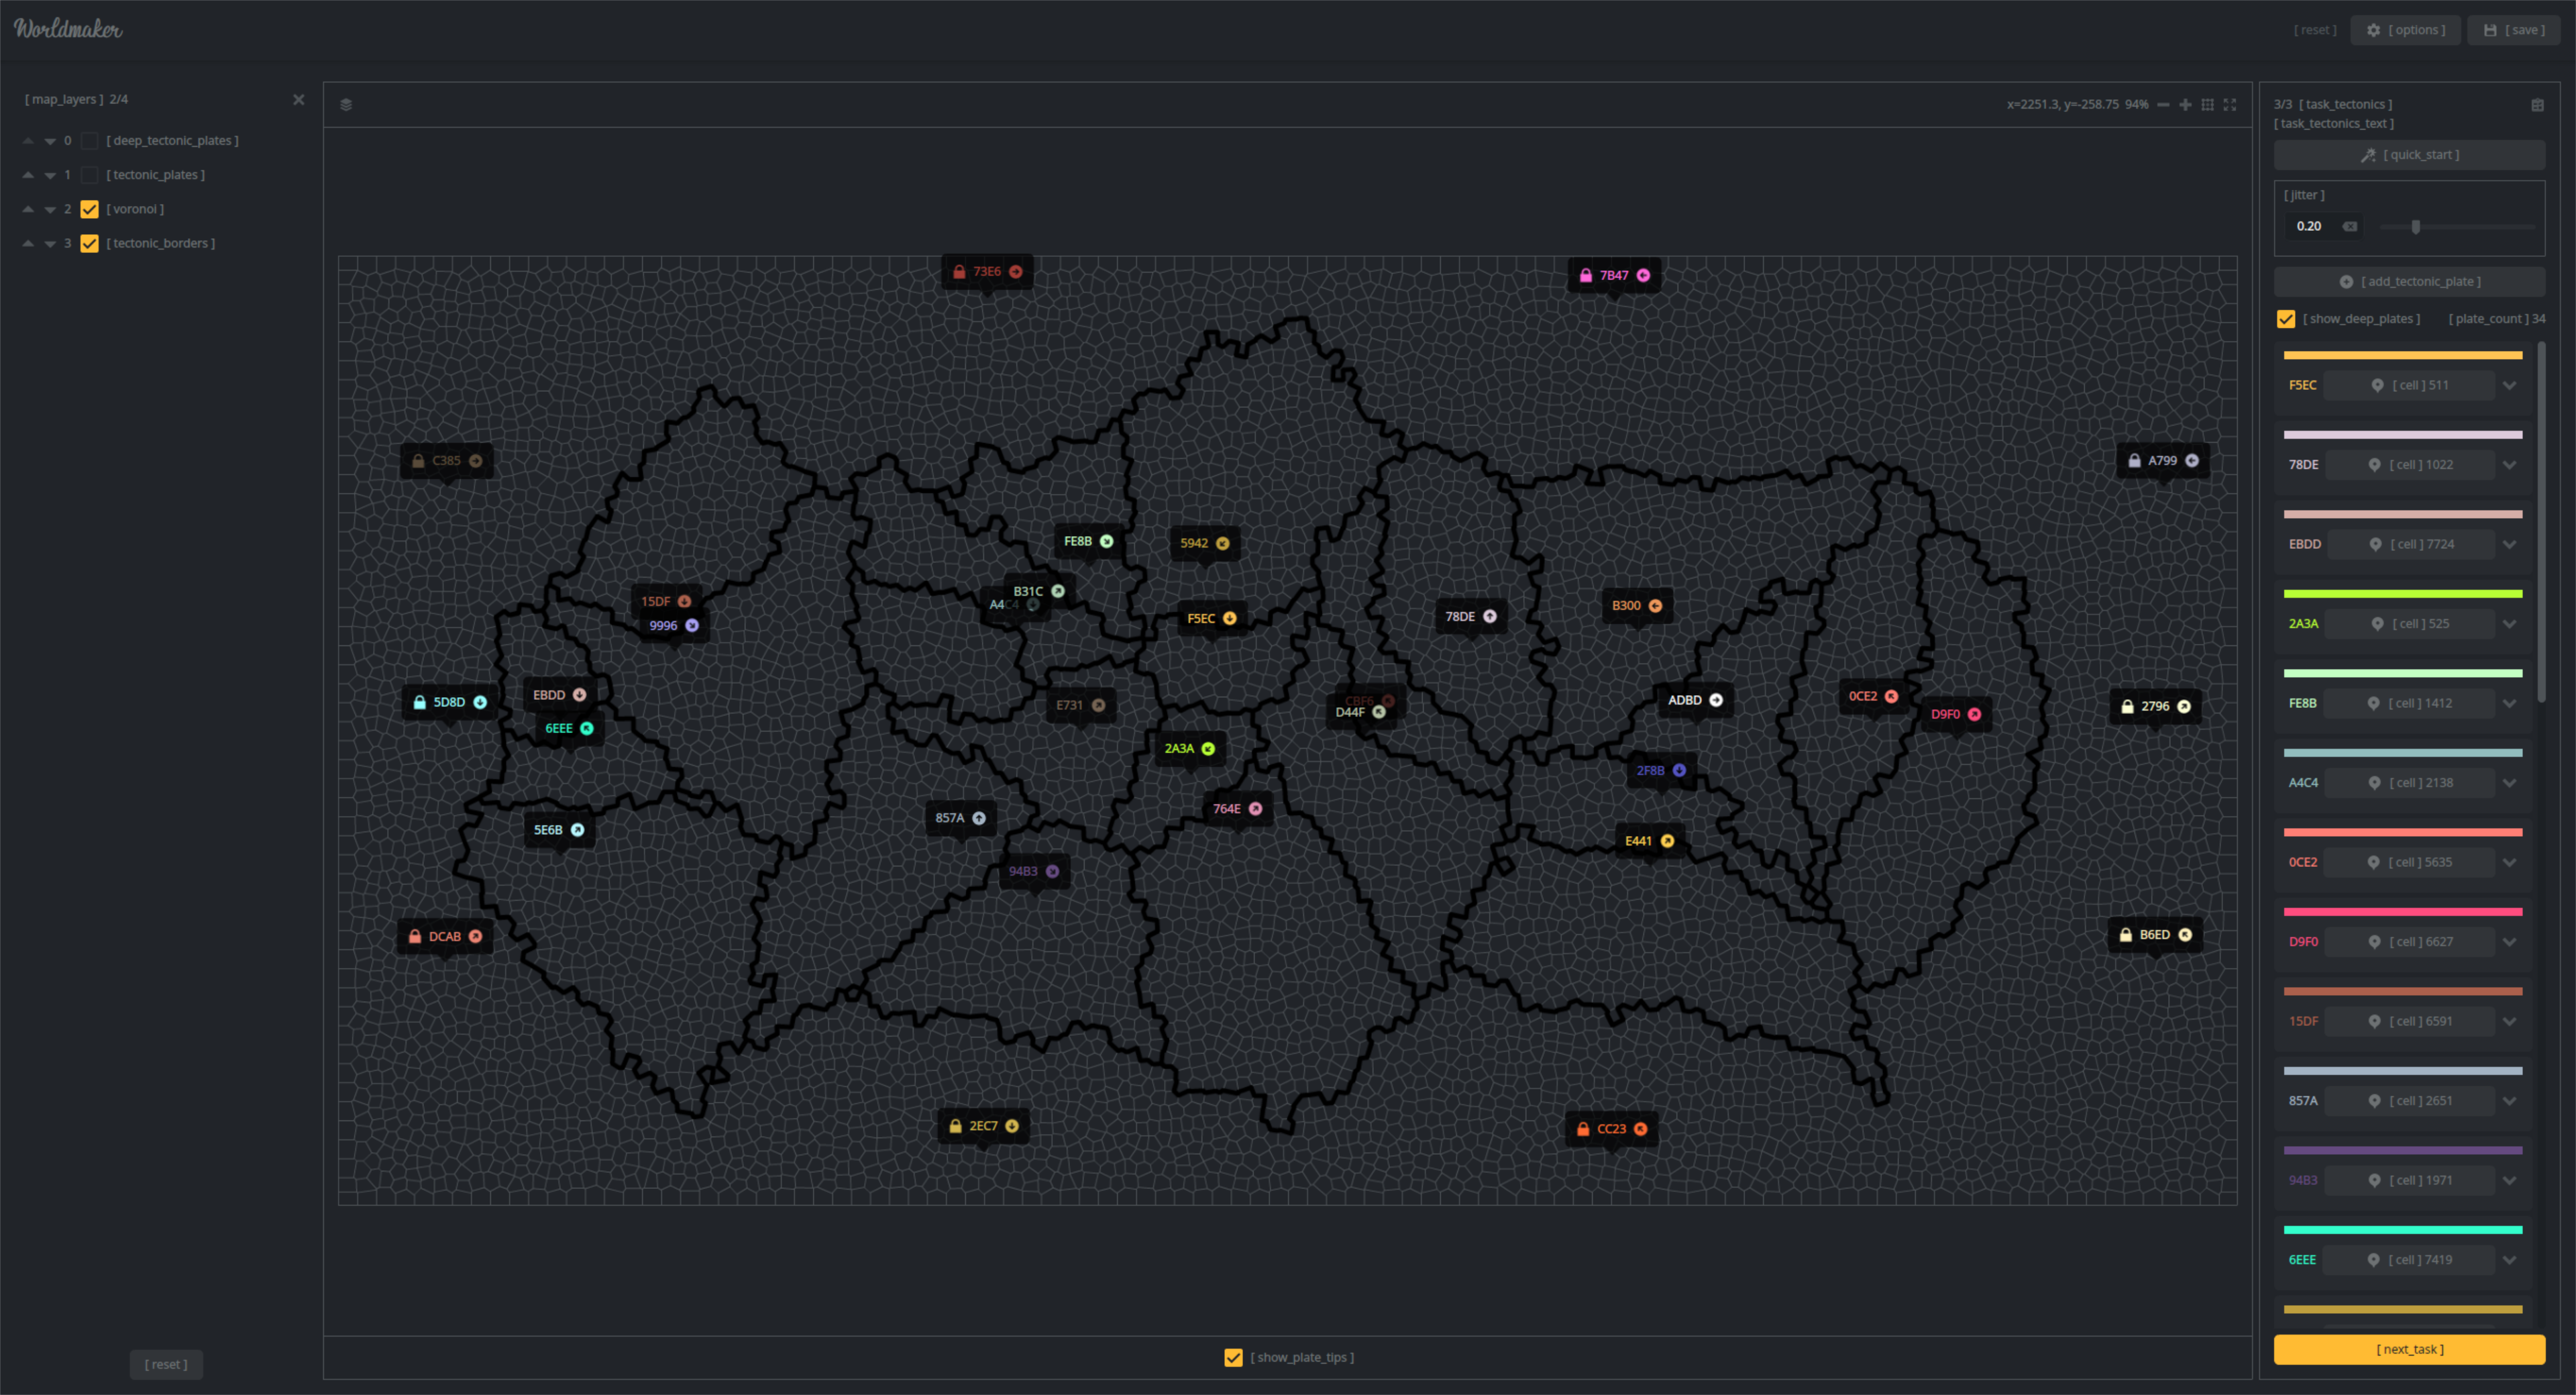 Worldmaker
[ reset ]
[ options ]
[ save ]
[ map_layers ] 2/4
0 [ deep_tectonic_plates ]
1 [ tectonic_plates ]
2 [ voronoi ]
3 [ tectonic_borders ]
[ reset ]
x=2251.3, y=-258.75 94%
73E6
7B47
C385
A799
FE8B
5942
B31C
A4C4
15DF
9996
F5EC
78DE
B300
5D8D
EBDD
6EEE
E731
CBF6
D44F
ADBD
0CE2
D9F0
2796
2A3A
2F8B
764E
857A
5E6B
E441
94B3
DCAB
B6ED
2EC7
CC23
[ show_plate_tips ]
3/3 [ task_tectonics ]
[ task_tectonics_text ]
[ quick_start ]
[ jitter ]
0.20
[ add_tectonic_plate ]
[ show_deep_plates ] [ plate_count ] 34
F5EC [ cell ] 511
78DE [ cell ] 1022
EBDD [ cell ] 7724
2A3A [ cell ] 525
FE8B [ cell ] 1412
A4C4 [ cell ] 2138
0CE2 [ cell ] 5635
D9F0 [ cell ] 6627
15DF [ cell ] 6591
857A [ cell ] 2651
94B3 [ cell ] 1971
6EEE [ cell ] 7419
[ next_task ]